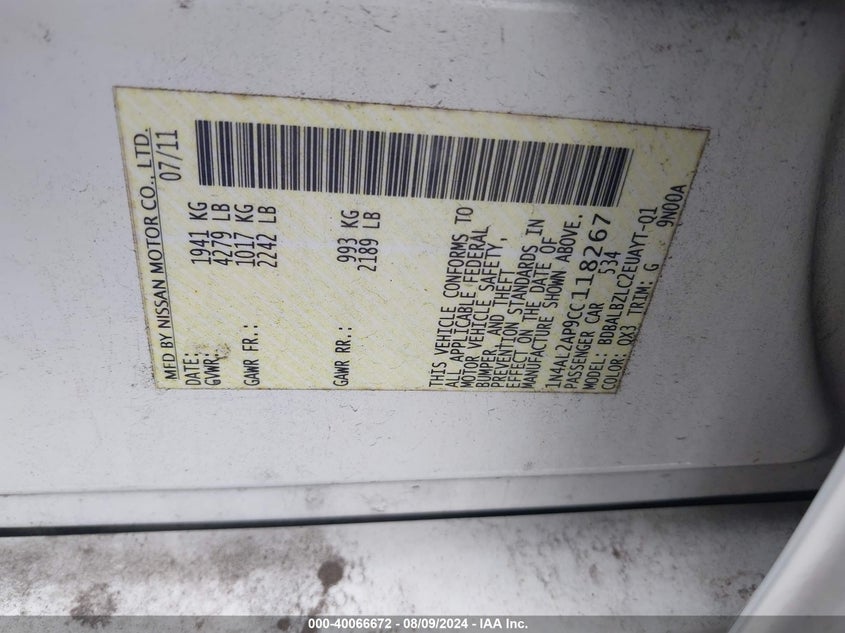 MFD BY NISSAN MOTOR CO., LTD.
DATE: 07/11
GVWR: 1941 KG
4279 LB
GAWR FR.: 1017 KG
2242 LB
GAWR RR.: 993 KG
2189 LB
THIS VEHICLE CONFORMS TO
ALL APPLICABLE FEDERAL
MOTOR VEHICLE SAFETY,
BUMPER, AND THEFT
PREVENTION STANDARDS IN
EFFECT ON THE DATE OF
MANUFACTURE SHOWN ABOVE.
1N4AL2AP9CC118267
PASSENGER CAR 534
MODEL: BDBALBZLC2EUAYT-Q1
COLOR: QX3 TRIM: G 9N00A
000-40066672 - 08/09/2024 - IAA Inc.